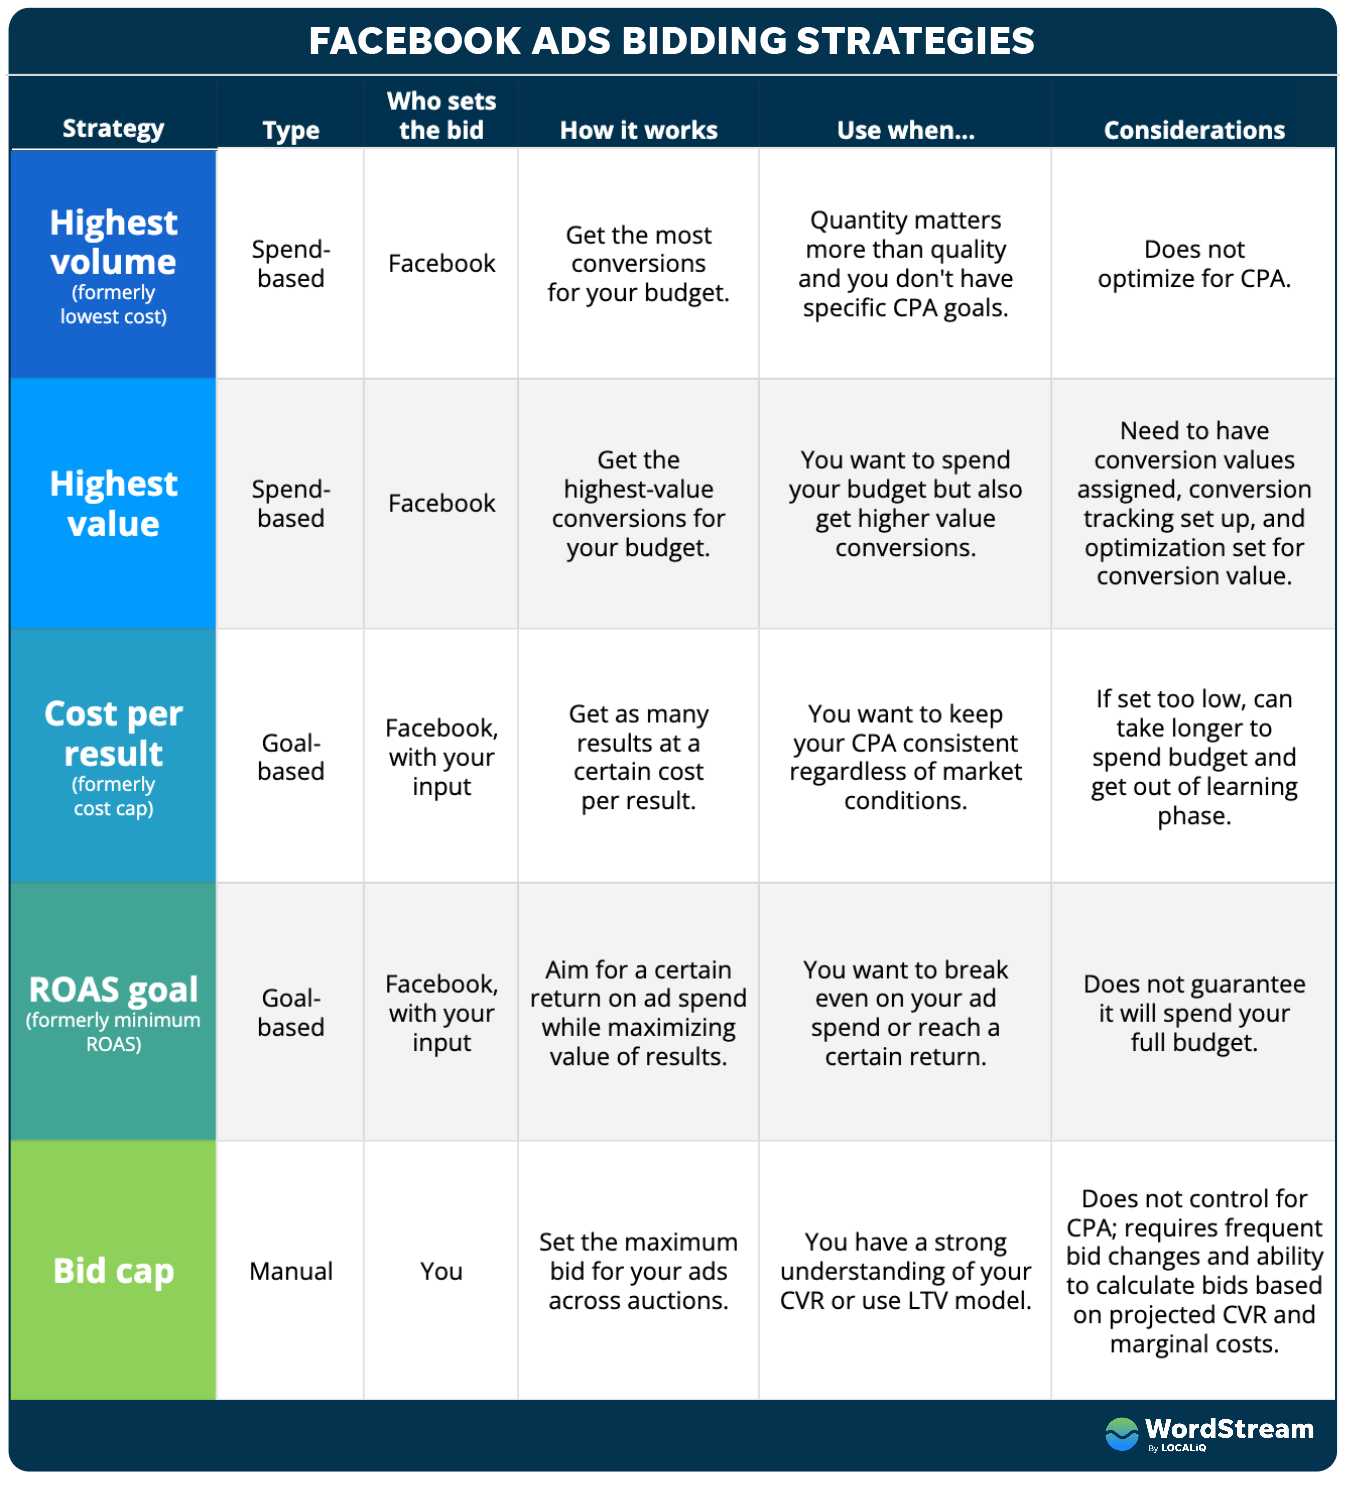 FACEBOOK ADS BIDDING STRATEGIES
Strategy
Type
Who sets
the bid
How it works
Use when...
Considerations
Highest
volume
(formerly
lowest cost)
Spend-
based
Facebook
Get the most
conversions
for your budget.
Quantity matters
more than quality
and you don't have
specific CPA goals.
Does not
optimize for CPA.
Highest
value
Spend-
based
Facebook
Get the
highest-value
conversions for
your budget.
You want to spend
your budget but also
get higher value
conversions.
Need to have
conversion values
assigned, conversion
tracking set up, and
optimization set for
conversion value.
Cost per
result
(formerly
cost cap)
Goal-
based
Facebook,
with your
input
Get as many
results at a
certain cost
per result.
You want to keep
your CPA consistent
regardless of market
conditions.
If set too low, can
take longer to
spend budget and
get out of learning
phase.
ROAS goal
(formerly minimum
ROAS)
Goal-
based
Facebook,
with your
input
Aim for a certain
return on ad spend
while maximizing
value of results.
You want to break
even on your ad
spend or reach a
certain return.
Does not guarantee
it will spend your
full budget.
Bid cap
Manual
You
Set the maximum
bid for your ads
across auctions.
You have a strong
understanding of your
CVR or use LTV model.
Does not control for
CPA; requires frequent
bid changes and ability
to calculate bids based
on projected CVR and
marginal costs.
WordStream
By LOCALiQ